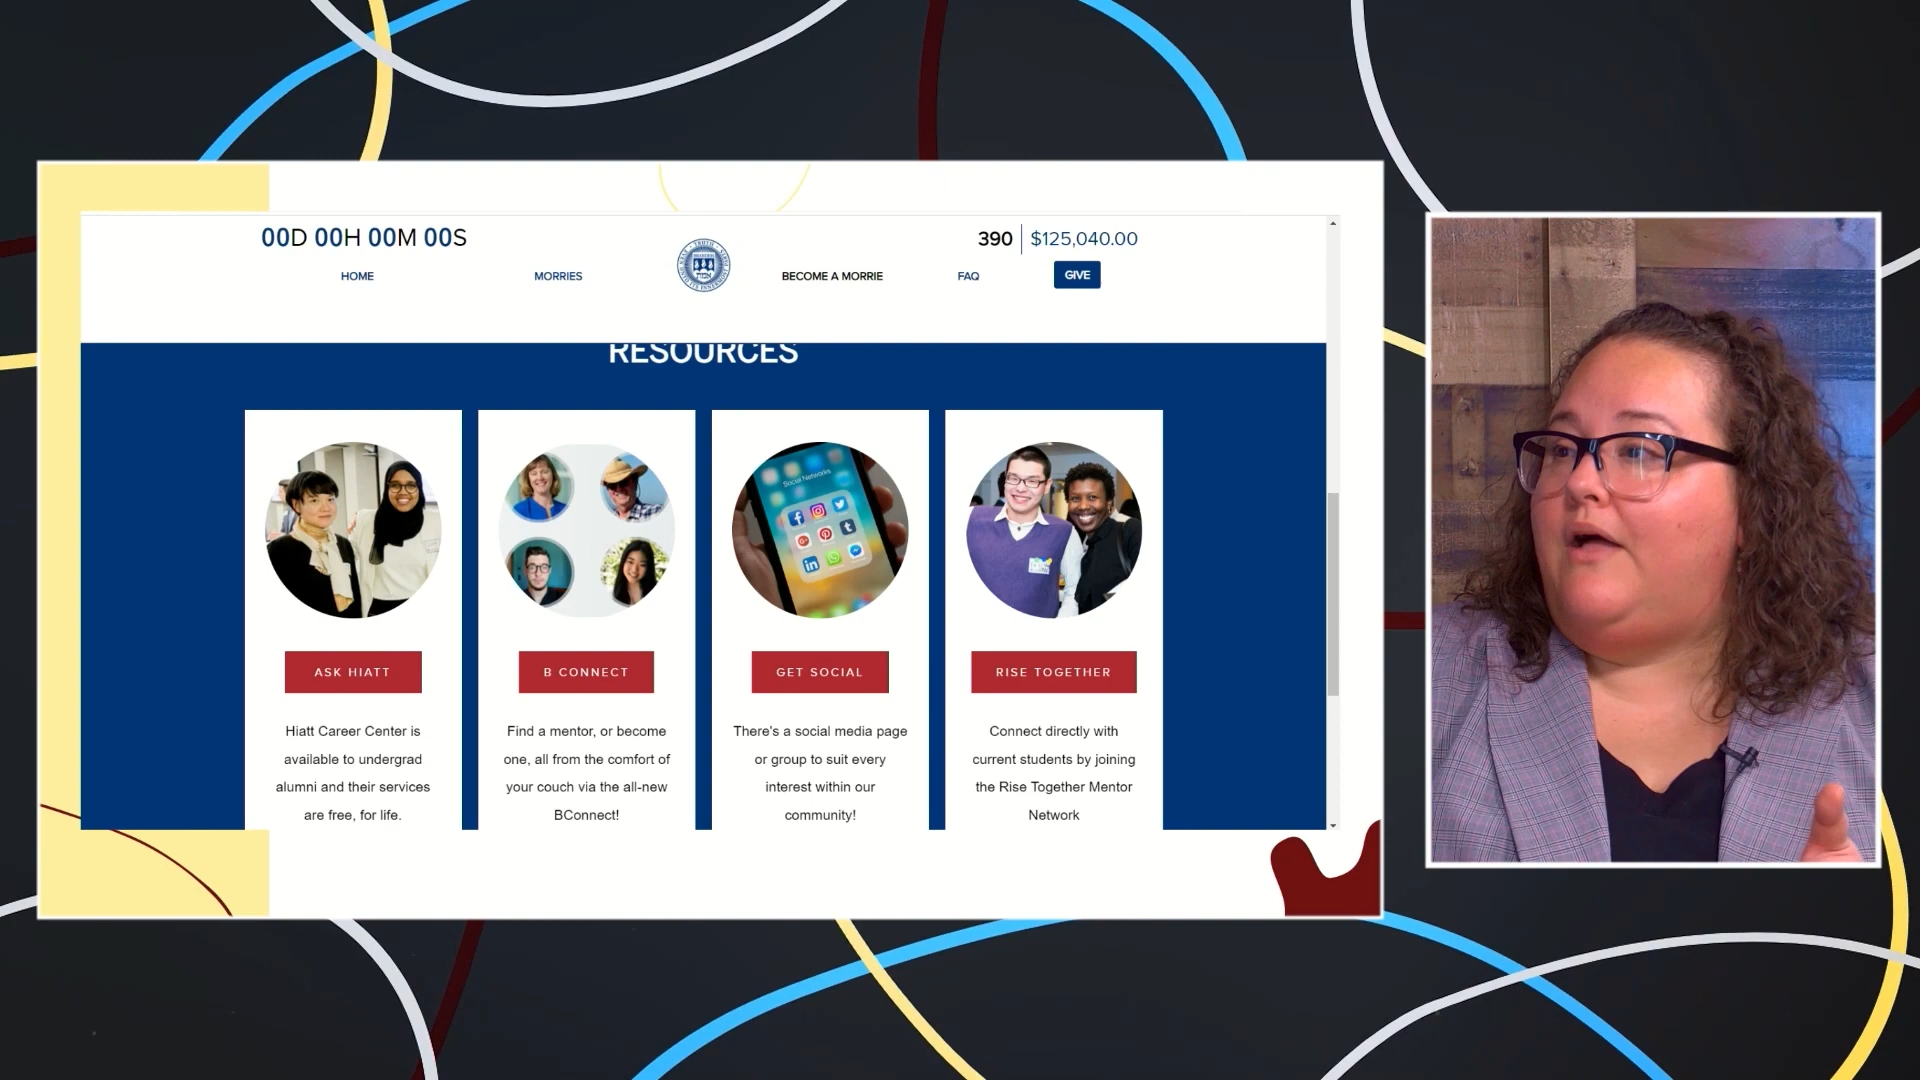 00D 00H 00M 00S
390 $125,040.00
HOME
MORRIES
BECOME A MORRIE
FAQ
GIVE
RESOURCES
Social Networks
ASK HIATT
Hiatt Career Center is
available to undergrad
alumni and their services
are free, for life.
B CONNECT
Find a mentor, or become
one, all from the comfort of
your couch via the all-new
BConnect!
GET SOCIAL
There's a social media page
or group to suit every
interest within our
community!
RISE TOGETHER
Connect directly with
current students by joining
the Rise Together Mentor
Network